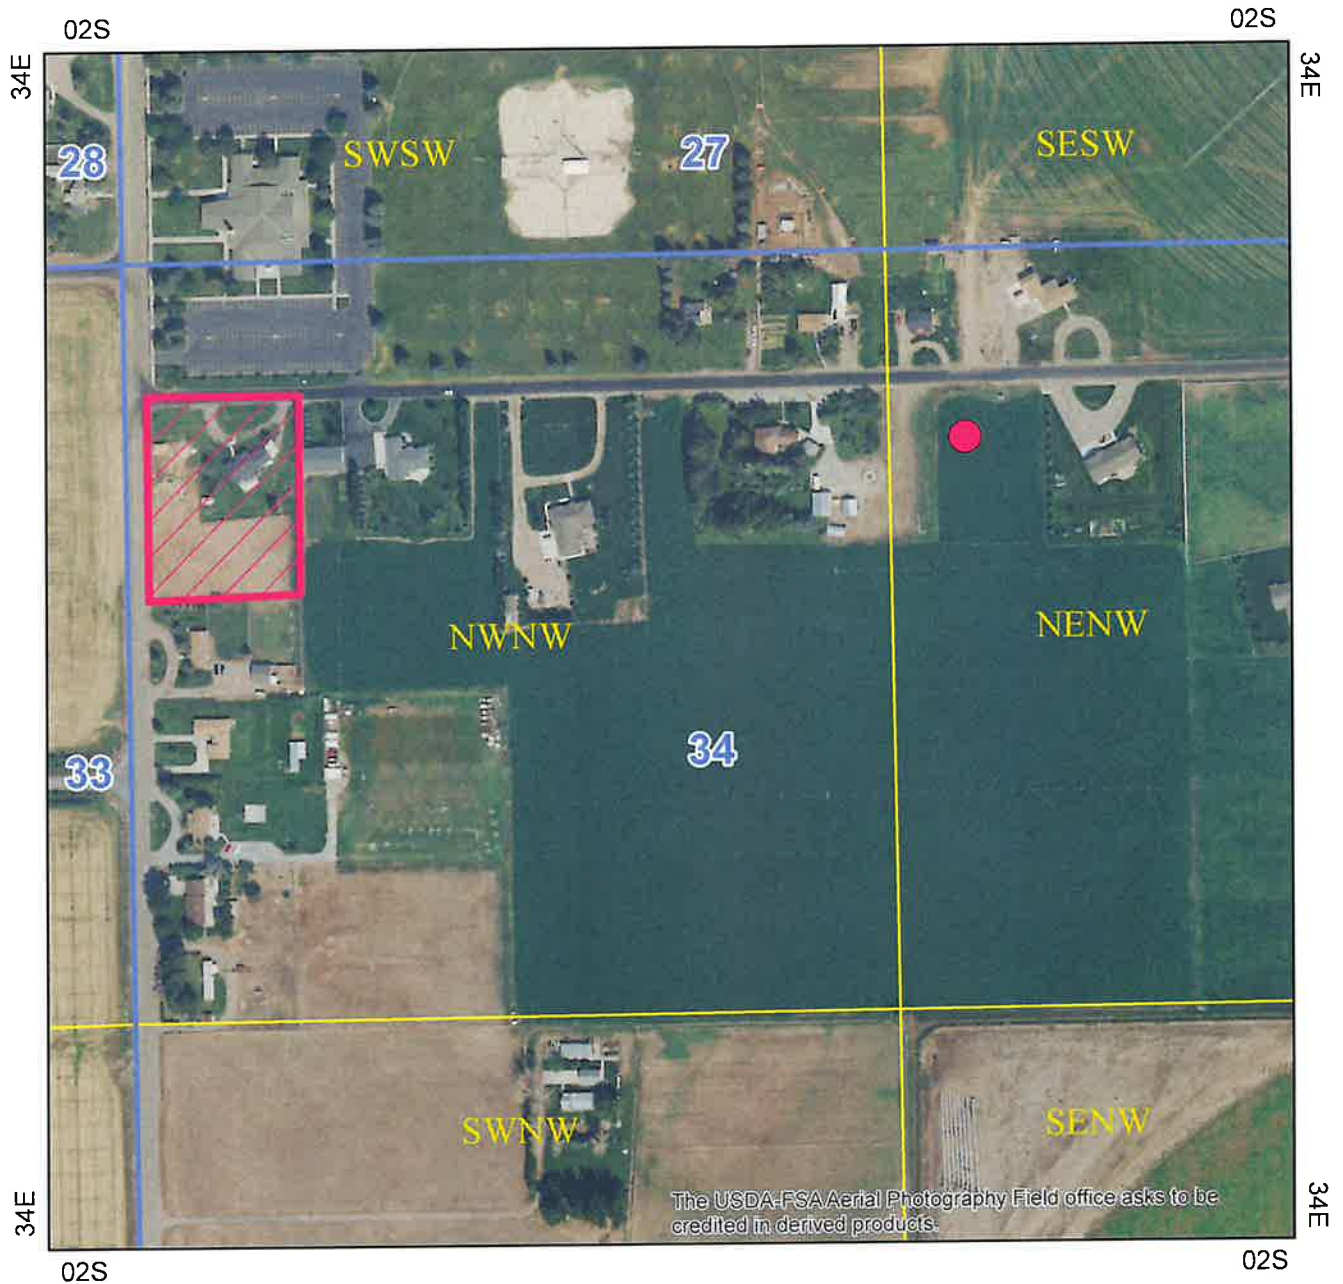 02S
02S
34E
34E
28
SWSW
27
SESW
NWNW
NENW
33
34
SWNW
SENW
34E
34E
The USDA-FSA Aerial Photography Field office asks to be
credited in derived products.
02S
02S